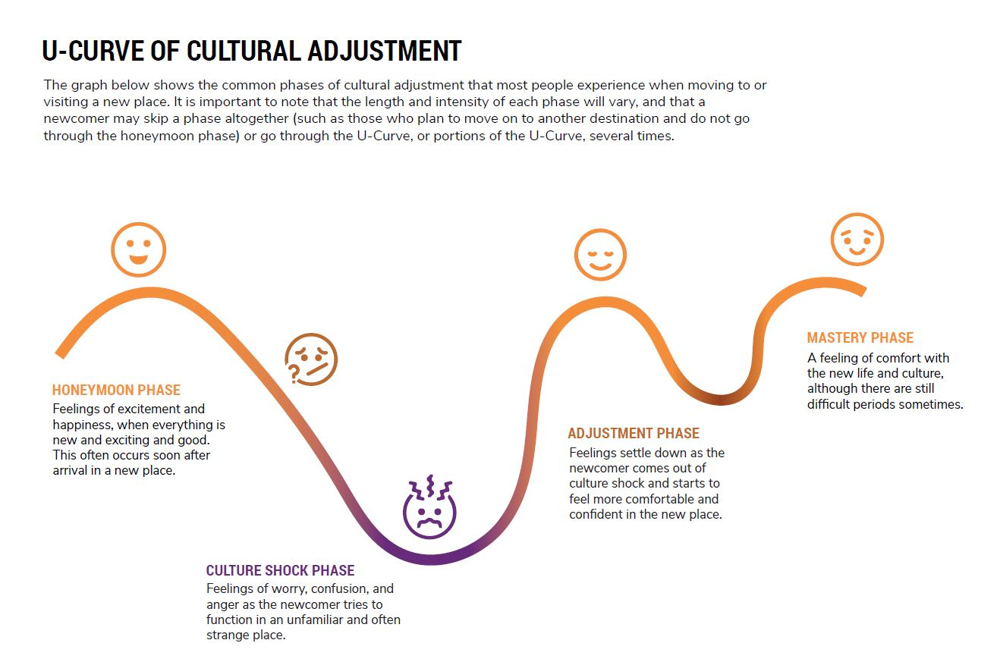 U-CURVE OF CULTURAL ADJUSTMENT
The graph below shows the common phases of cultural adjustment that most people experience when moving to or
visiting a new place. It is important to note that the length and intensity of each phase will vary, and that a
newcomer may skip a phase altogether (such as those who plan to move on to another destination and do not go
through the honeymoon phase) or go through the U-Curve, or portions of the U-Curve, several times.
HONEYMOON PHASE
Feelings of excitement and
happiness, when everything is
new and exciting and good.
This often occurs soon after
arrival in a new place.
?
CULTURE SHOCK PHASE
Feelings of worry, confusion, and
anger as the newcomer tries to
function in an unfamiliar and often
strange place.
ADJUSTMENT PHASE
Feelings settle down as the
newcomer comes out of
culture shock and starts to
feel more comfortable and
confident in the new place.
MASTERY PHASE
A feeling of comfort with
the new life and culture,
although there are still
difficult periods sometimes.